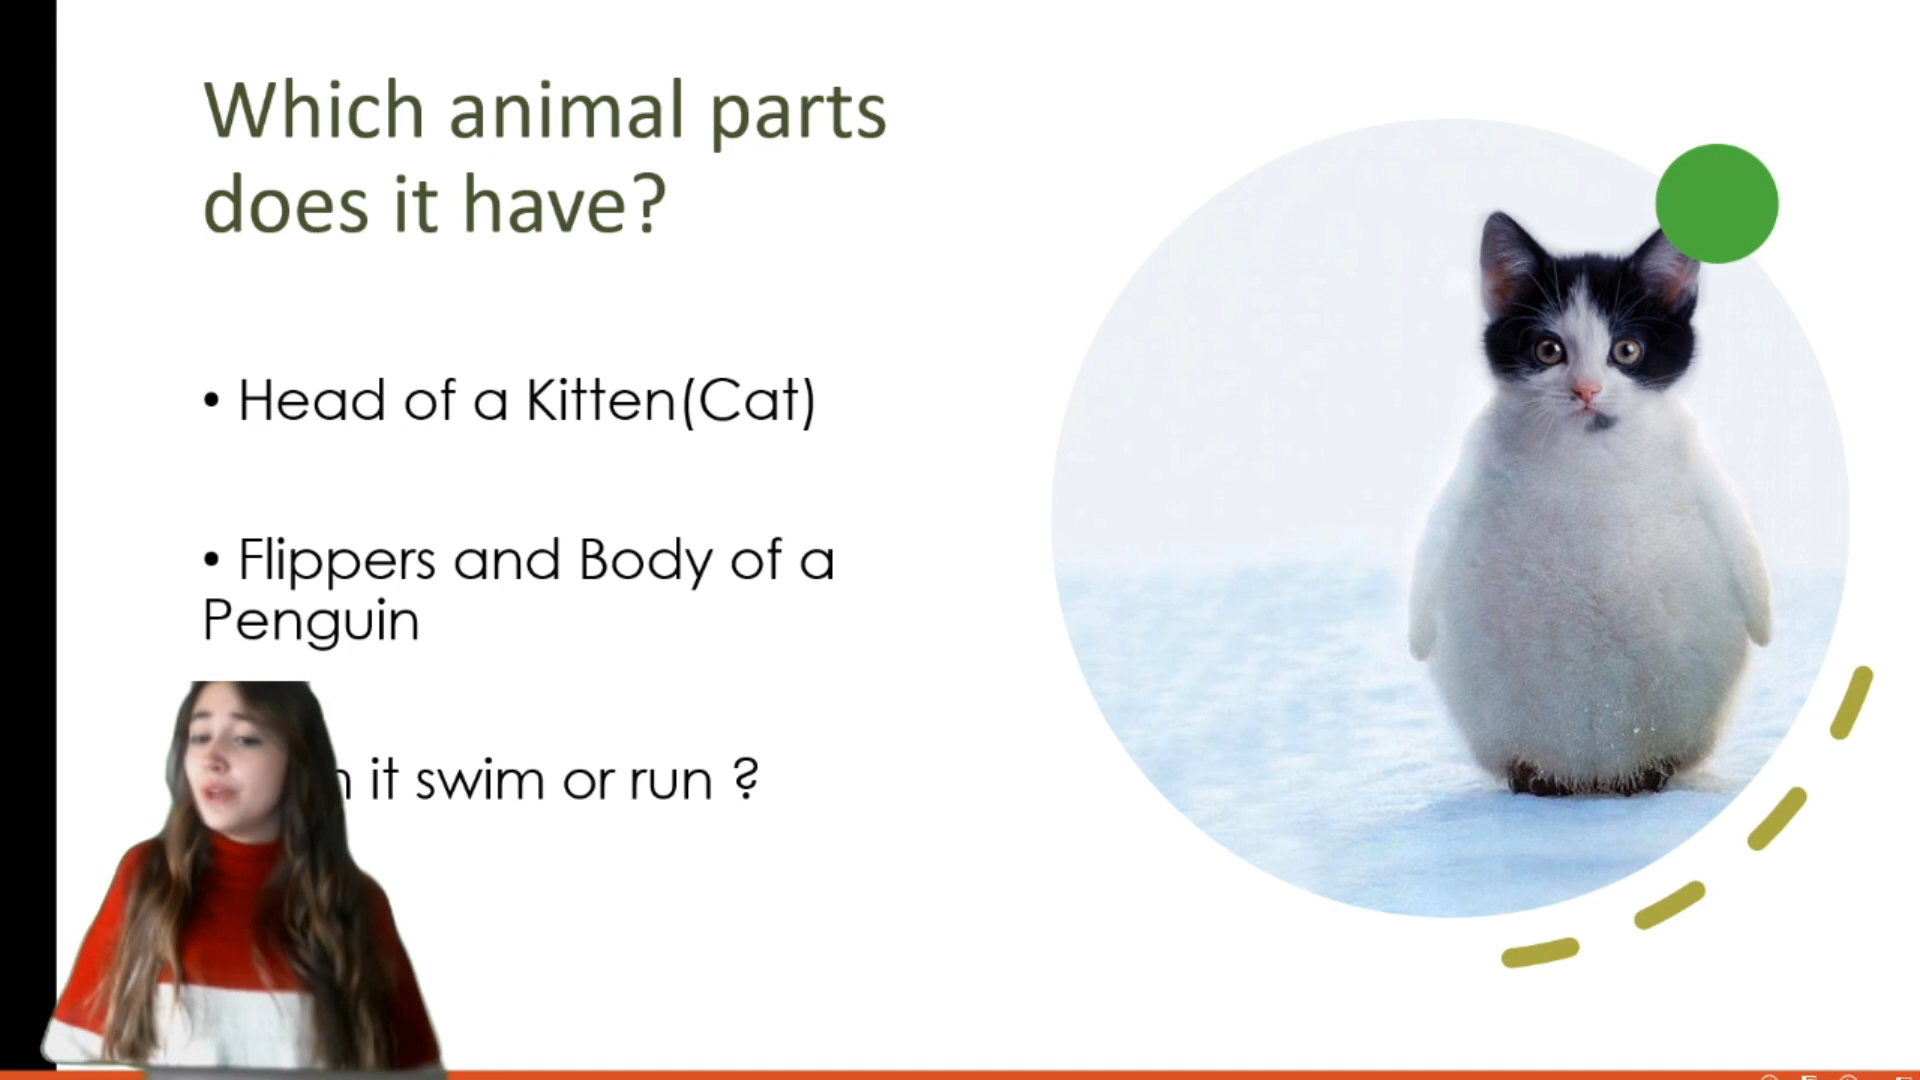 Which animal parts
does it have?
• Head of a Kitten(Cat)
• Flippers and Body of a
Penguin
it swim or run ?